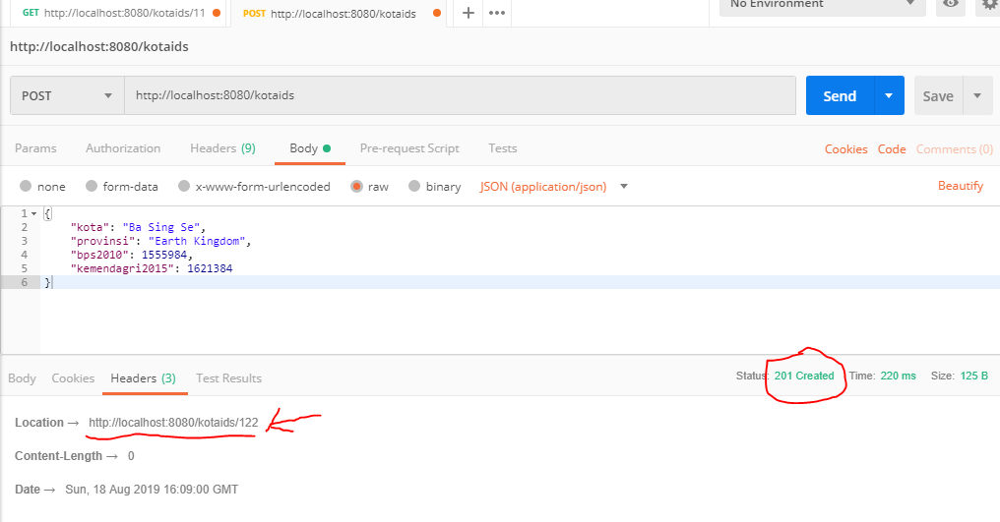 GET http://localhost:8080/kotaids/11 POST http://localhost:8080/kotaids + ••• No Environment
http://localhost:8080/kotaids
POST http://localhost:8080/kotaids Send Save
Params Authorization Headers (9) Body Pre-request Script Tests Cookies Code Comments (0)
none form-data x-www-form-urlencoded raw binary JSON (application/json) Beautify
1 {
2 "kota": "Ba Sing Se",
3 "provinsi": "Earth Kingdom",
4 "bps2010": 1555984,
5 "kemendagri2015": 1621384
6 }
Body Cookies Headers (3) Test Results Status: 201 Created Time: 220 ms Size: 125 B
Location → http://localhost:8080/kotaids/122
Content-Length → 0
Date → Sun, 18 Aug 2019 16:09:00 GMT